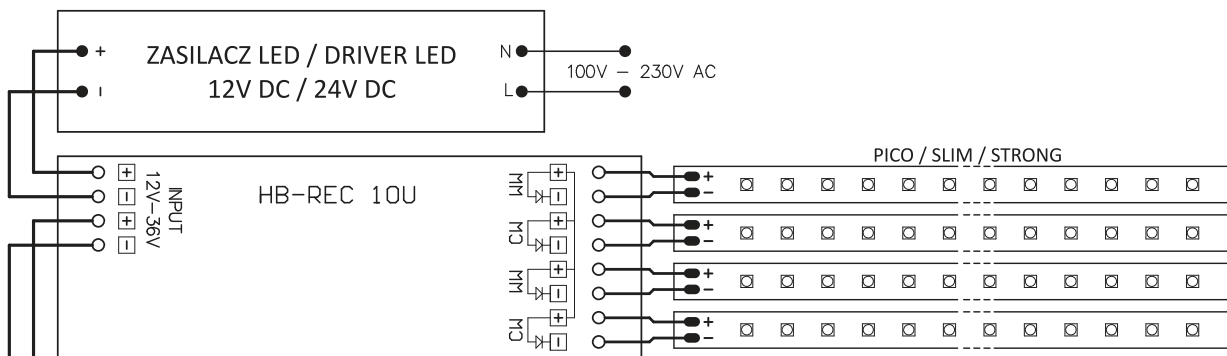 + ZASILACZ LED / DRIVER LED N
- 12V DC / 24V DC L
100V – 230V AC
PICO / SLIM / STRONG
HB-REC 10U
INPUT
12V-36V
+
-
+
-
WW
+
-
CW
+
-
WW
+
-
CW
+
-
+
-
+
-
+
-
+
-